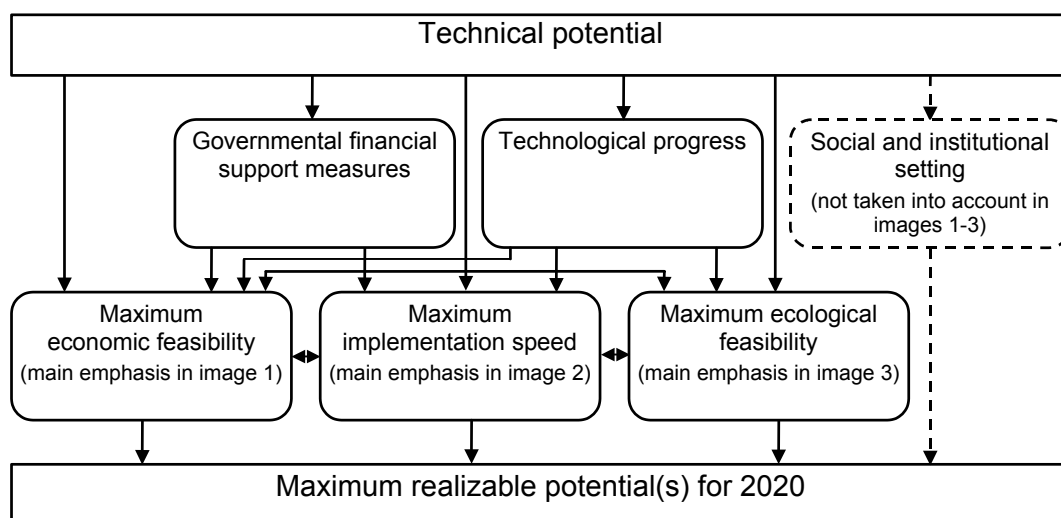 Technical potential
Governmental financial
support measures
Technological progress
Social and institutional
setting
(not taken into account in
images 1-3)
Maximum
economic feasibility
(main emphasis in image 1)
Maximum
implementation speed
(main emphasis in image 2)
Maximum ecological
feasibility
(main emphasis in image 3)
Maximum realizable potential(s) for 2020